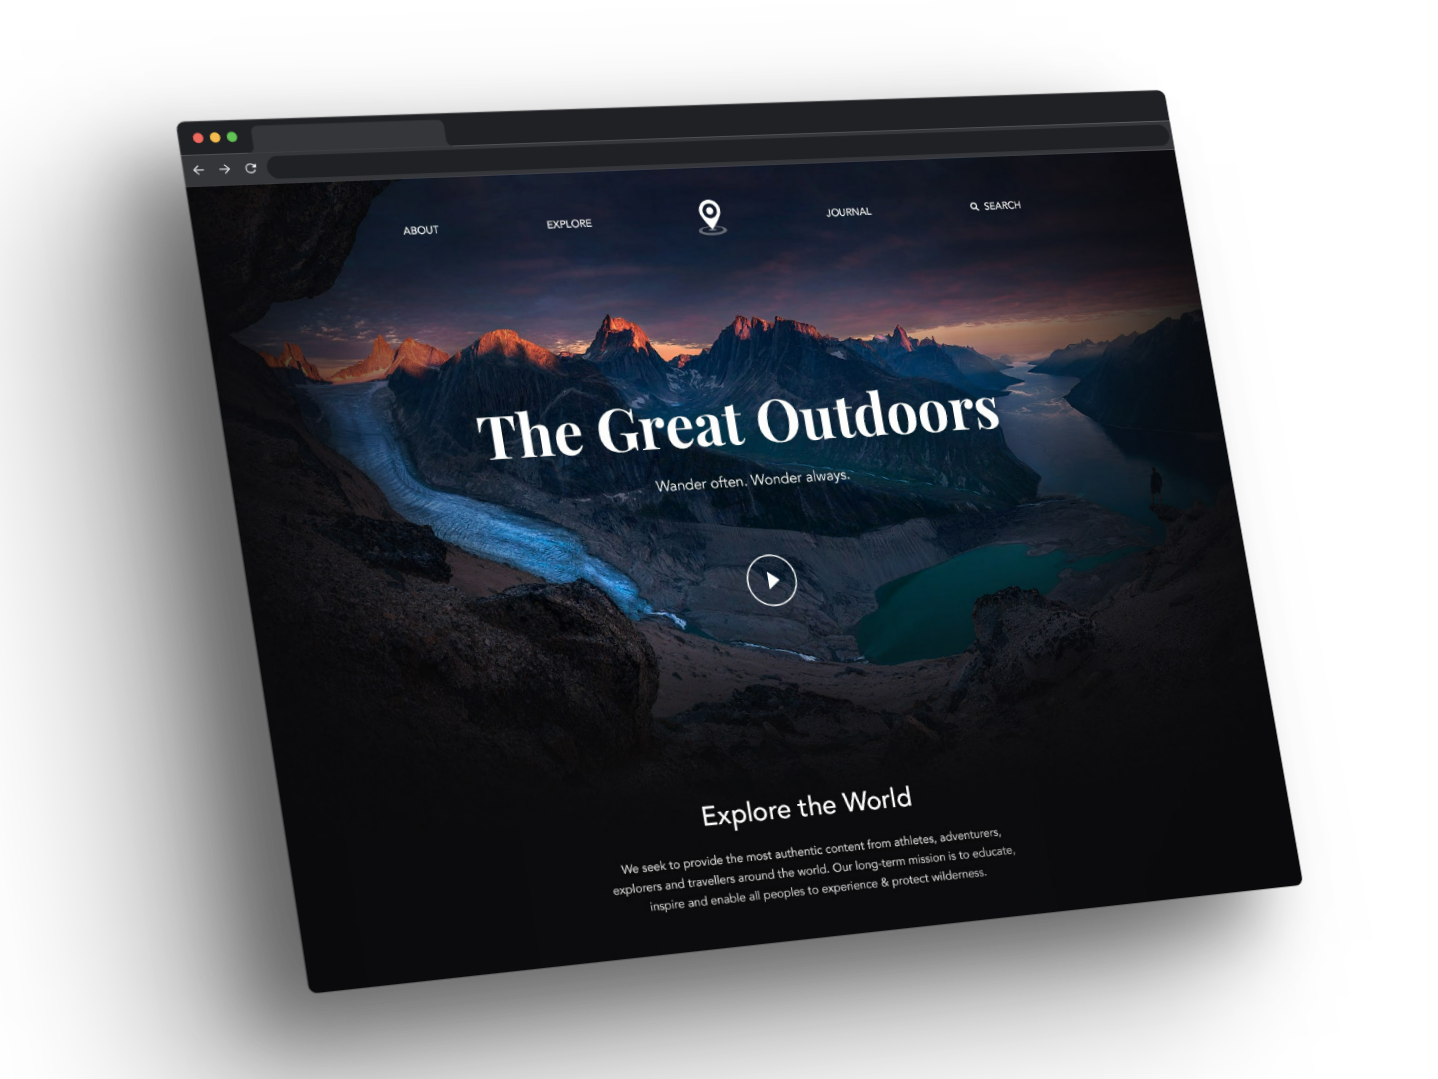 ABOUT
EXPLORE
JOURNAL
SEARCH
The Great Outdoors
Wander often. Wonder always.
Explore the World
We seek to provide the most authentic content from athletes, adventurers,
explorers and travellers around the world. Our long-term mission is to educate,
inspire and enable all peoples to experience & protect wilderness.